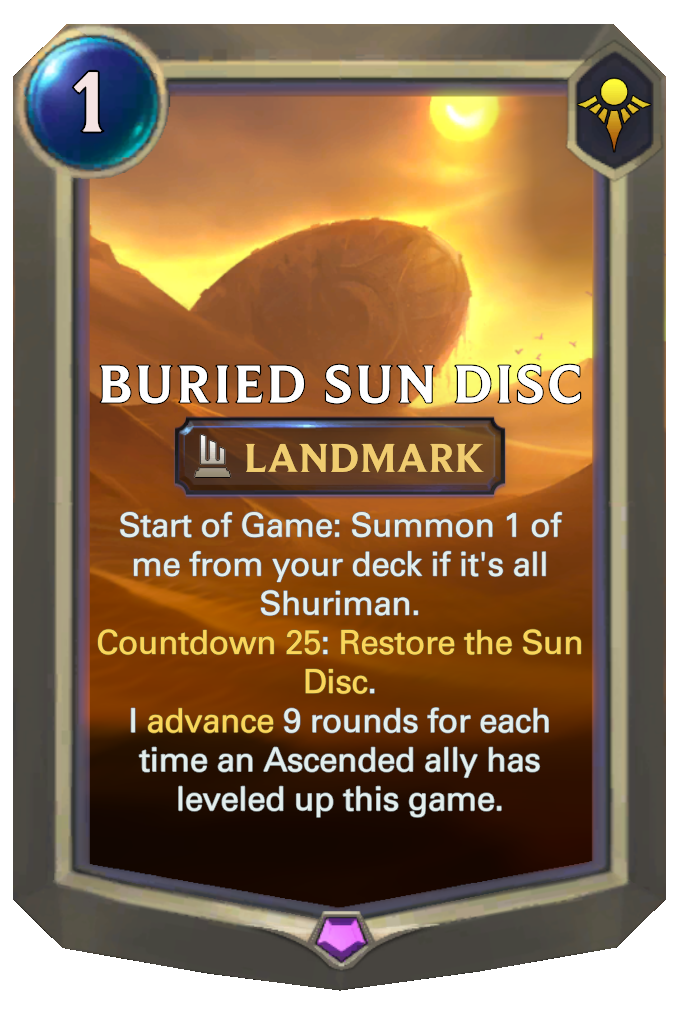 1
BURIED SUN DISC
LANDMARK
Start of Game: Summon 1 of
me from your deck if it's all
Shuriman.
Countdown 25: Restore the Sun
Disc.
I advance 9 rounds for each
time an Ascended ally has
leveled up this game.